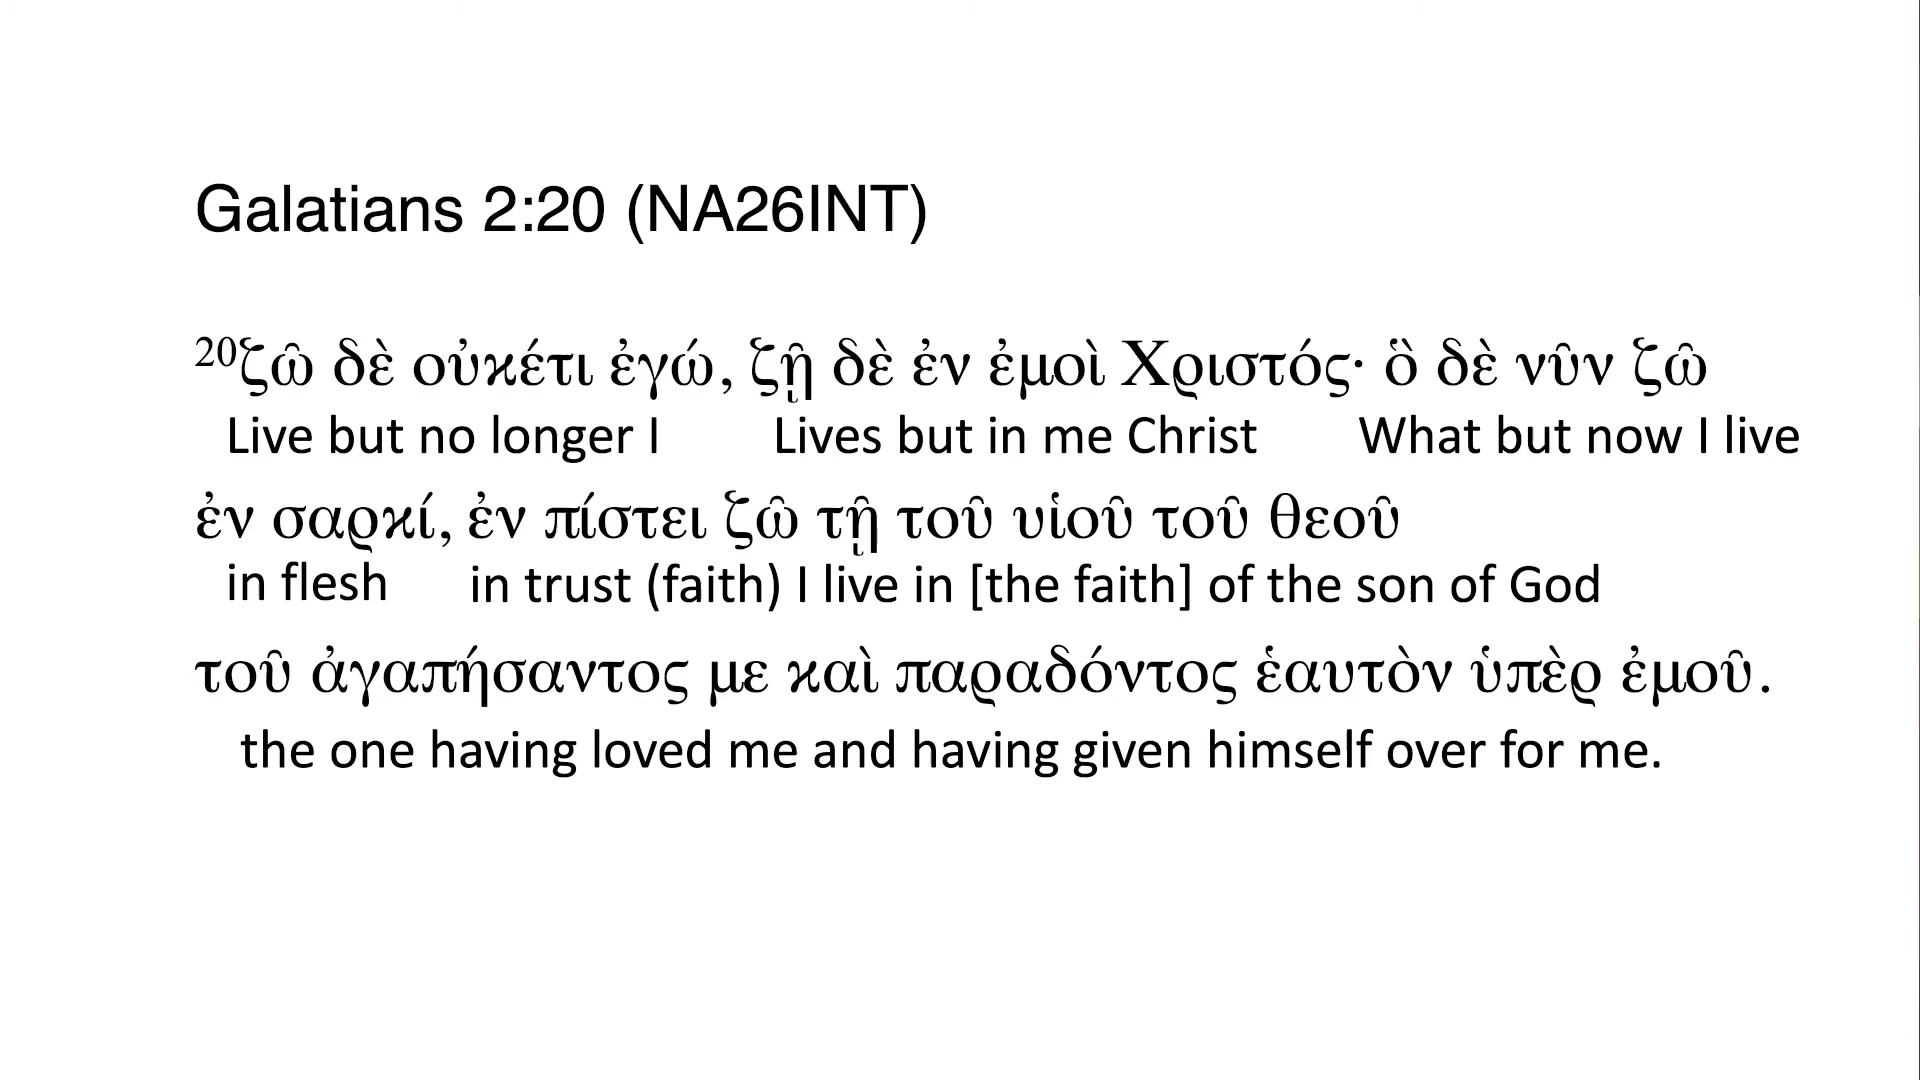 Galatians 2:20 (NA26INT)
²⁰ζῶ δὲ οὐκέτι ἐγώ, ζῇ δὲ ἐν ἐμοὶ Χριστός· ὃ δὲ νῦν ζῶ
Live but no longer I Lives but in me Christ What but now I live
ἐν σαρκί, ἐν πίστει ζῶ τῇ τοῦ υἱοῦ τοῦ θεοῦ
in flesh in trust (faith) I live in [the faith] of the son of God
τοῦ ἀγαπήσαντος με καὶ παραδόντος ἑαυτὸν ὑπὲρ ἐμοῦ.
the one having loved me and having given himself over for me.